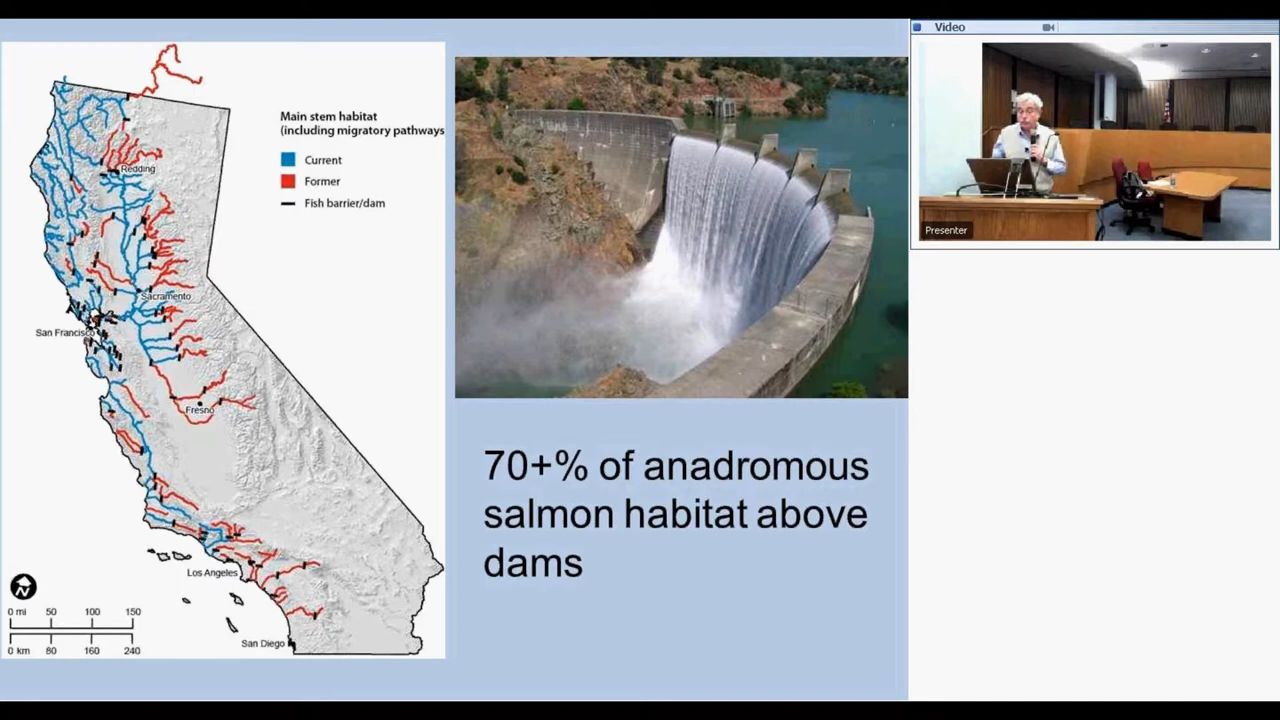 Main stem habitat
(including migratory pathways
Current
Former
Fish barrier/dam
Redding
Sacramento
San Francisco
Fresno
Los Angeles
San Diego
N
0 mi 50 100 150
0 km 80 160 240
70+% of anadromous
salmon habitat above
dams
Video
Presenter